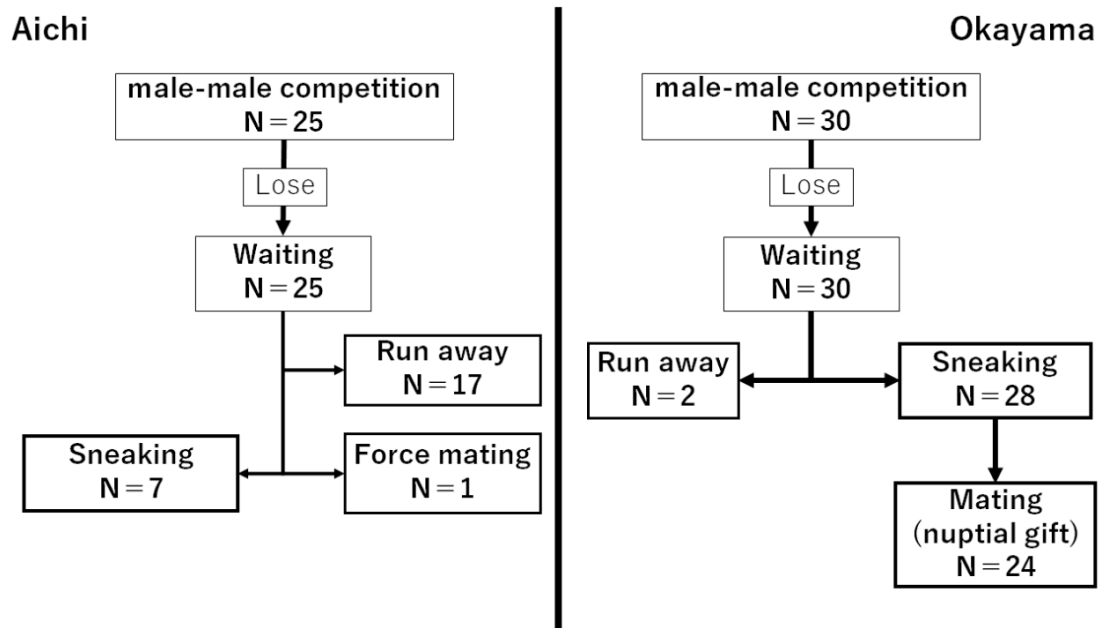 Aichi
male-male competition
N＝25
Lose
Waiting
N＝25
Run away
N＝17
Sneaking
N＝7
Force mating
N＝1
Okayama
male-male competition
N＝30
Lose
Waiting
N＝30
Run away
N＝2
Sneaking
N＝28
Mating
(nuptial gift)
N＝24